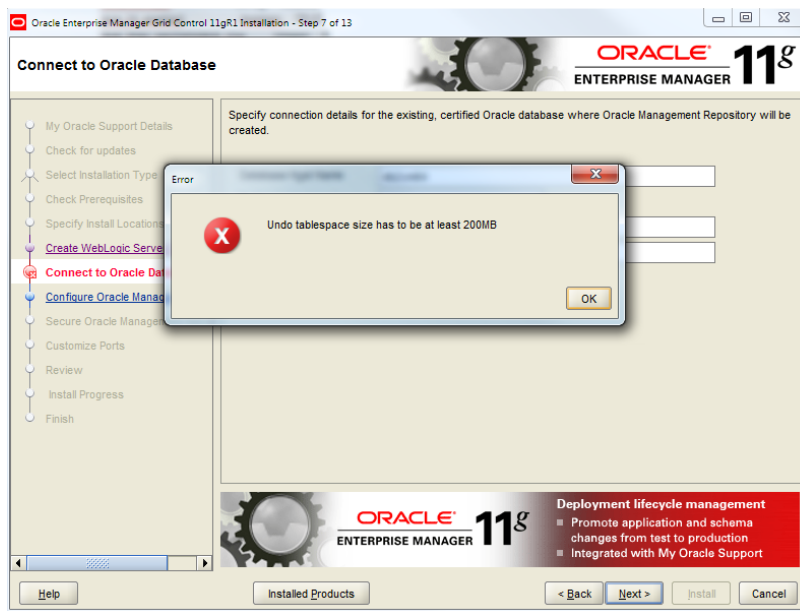 Oracle Enterprise Manager Grid Control 11gR1 Installation - Step 7 of 13
Connect to Oracle Database
ORACLE
ENTERPRISE MANAGER 11g
My Oracle Support Details
Check for updates
Select Installation Type
Check Prerequisites
Specify Install Locations
Create WebLogic Serve
Connect to Oracle Dat
Configure Oracle Manag
Secure Oracle Manager
Customize Ports
Review
Install Progress
Finish
Specify connection details for the existing, certified Oracle database where Oracle Management Repository will be
created.
Error
Undo tablespace size has to be at least 200MB
OK
ORACLE
ENTERPRISE MANAGER 11g
Deployment lifecycle management
Promote application and schema
changes from test to production
Integrated with My Oracle Support
Help
Installed Products
< Back
Next >
Install
Cancel